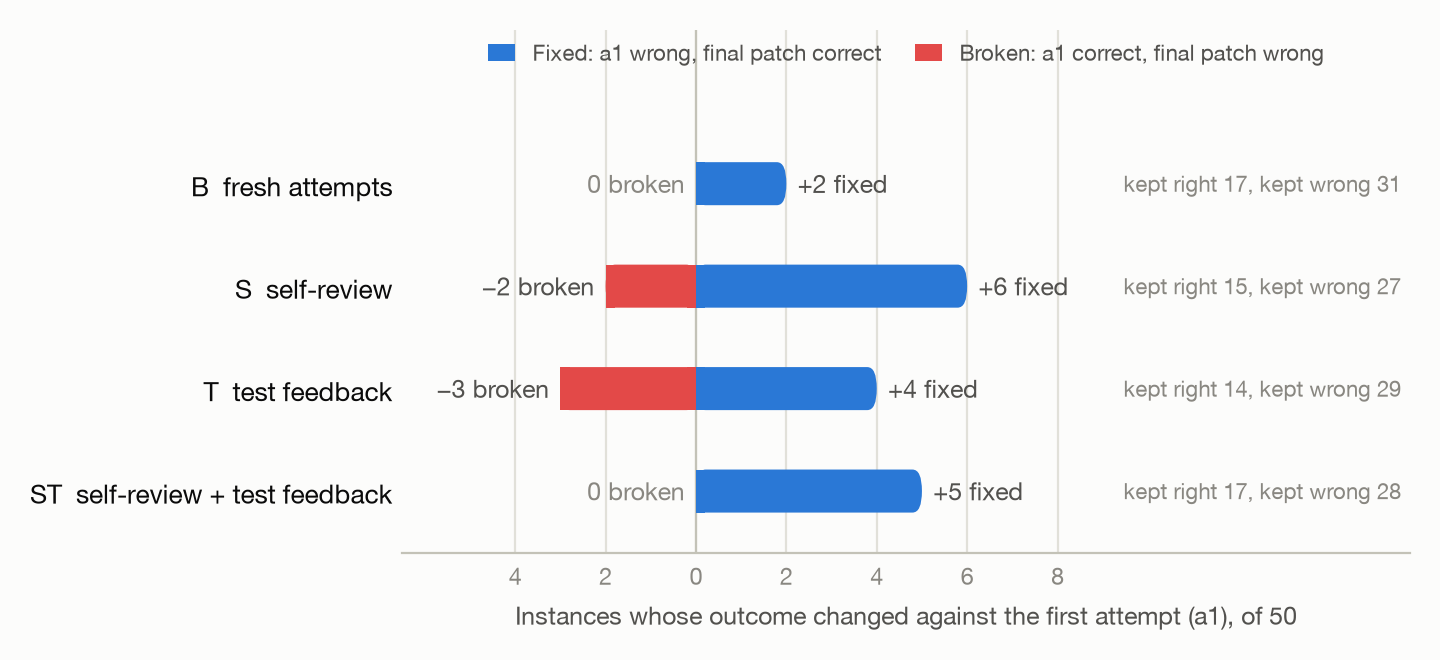 Fixed: a1 wrong, final patch correct Broken: a1 correct, final patch wrong
B fresh attempts 0 broken +2 fixed kept right 17, kept wrong 31
S self-review −2 broken +6 fixed kept right 15, kept wrong 27
T test feedback −3 broken +4 fixed kept right 14, kept wrong 29
ST self-review + test feedback 0 broken +5 fixed kept right 17, kept wrong 28
4 2 0 2 4 6 8
Instances whose outcome changed against the first attempt (a1), of 50